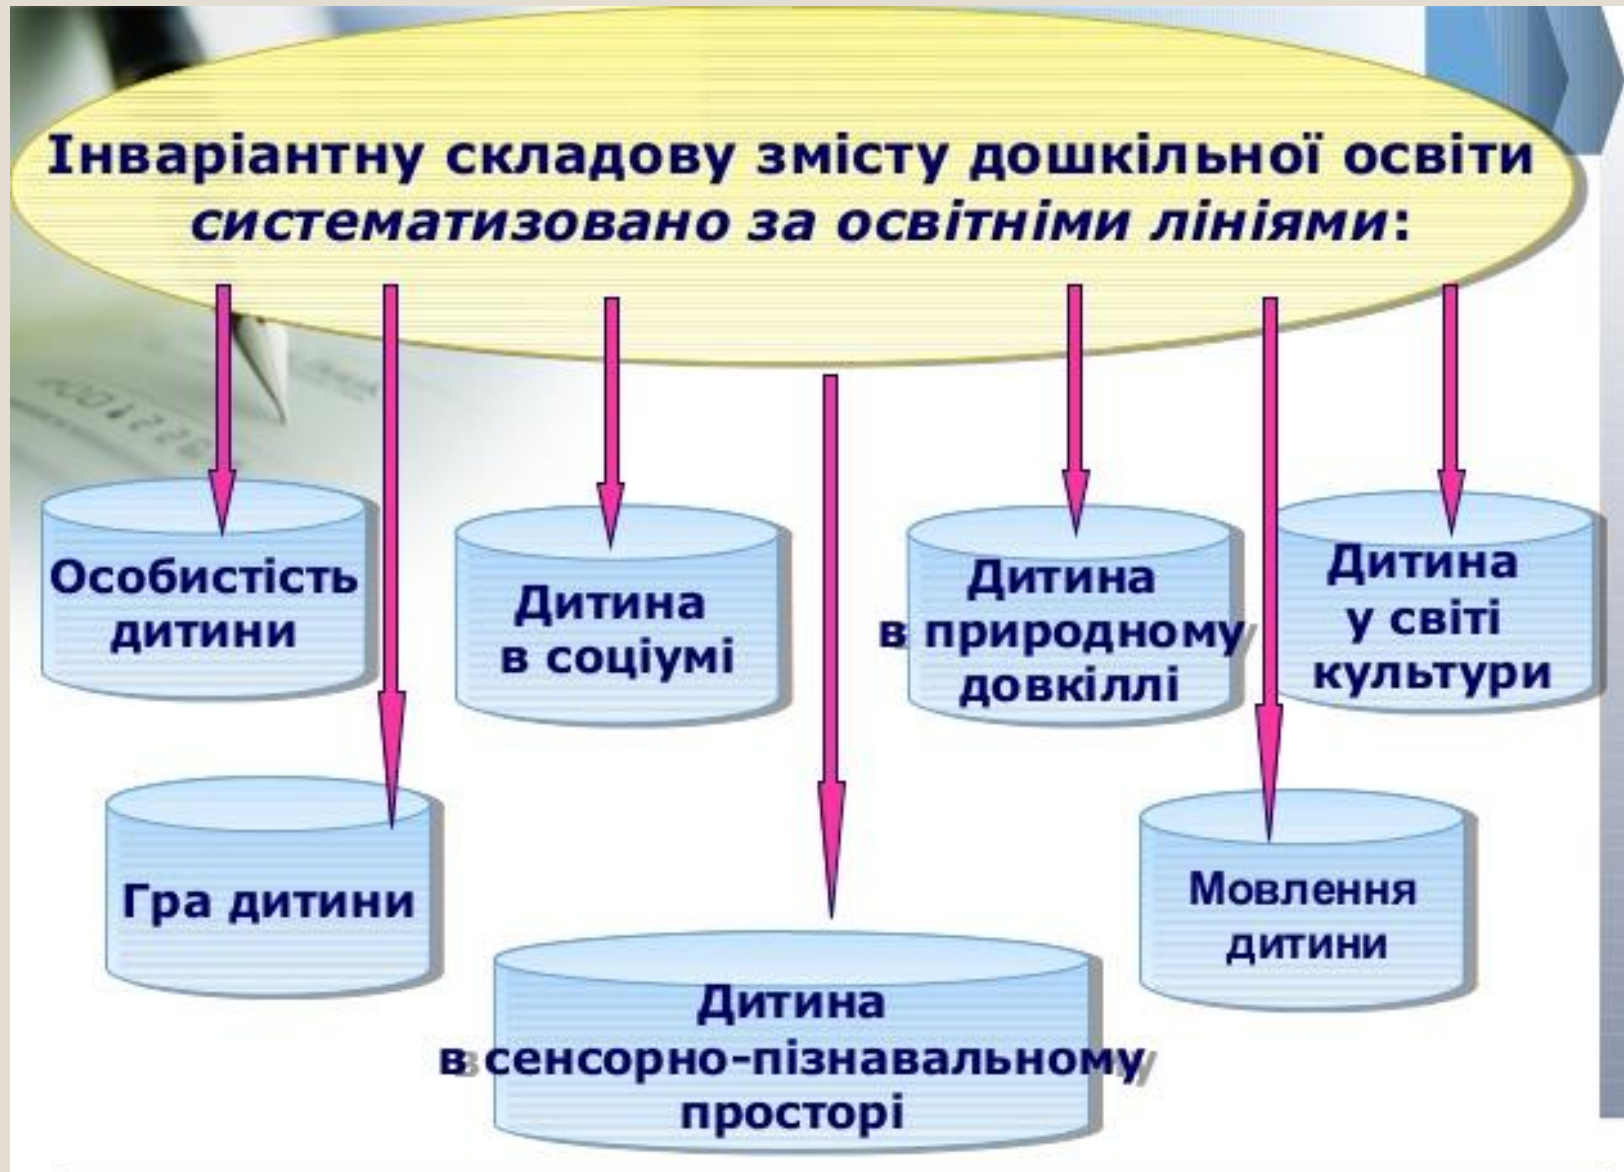 Інваріантну складову змісту дошкільної освіти
систематизовано за освітніми лініями:
Особистість
дитини
Дитина
в соціумі
Дитина
в природному
довкіллі
Дитина
у світі
культури
Гра дитини
Дитина
в сенсорно-пізнавальному
просторі
Мовлення
дитини